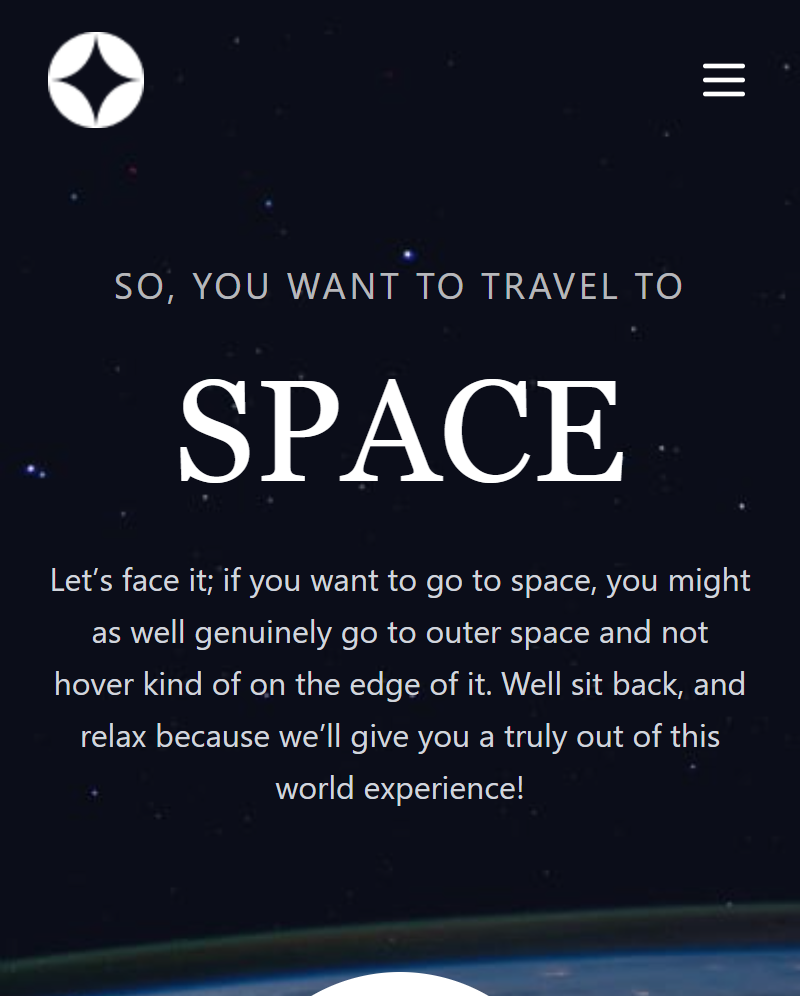 SO, YOU WANT TO TRAVEL TO
SPACE
Let’s face it; if you want to go to space, you might
as well genuinely go to outer space and not
hover kind of on the edge of it. Well sit back, and
relax because we’ll give you a truly out of this
world experience!